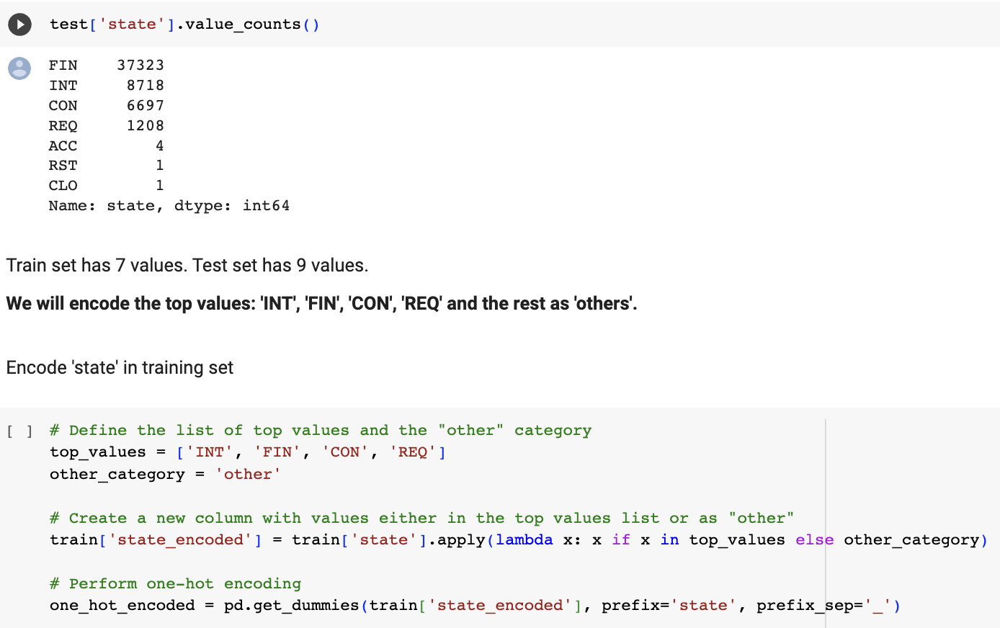 test['state'].value_counts()
FIN 37323
INT 8718
CON 6697
REQ 1208
ACC 4
RST 1
CLO 1
Name: state, dtype: int64
Train set has 7 values. Test set has 9 values.
We will encode the top values: 'INT', 'FIN', 'CON', 'REQ' and the rest as 'others'.
Encode 'state' in training set
[ ] # Define the list of top values and the "other" category
top_values = ['INT', 'FIN', 'CON', 'REQ']
other_category = 'other'
# Create a new column with values either in the top values list or as "other"
train['state_encoded'] = train['state'].apply(lambda x: x if x in top_values else other_category)
# Perform one-hot encoding
one_hot_encoded = pd.get_dummies(train['state_encoded'], prefix='state', prefix_sep='_')